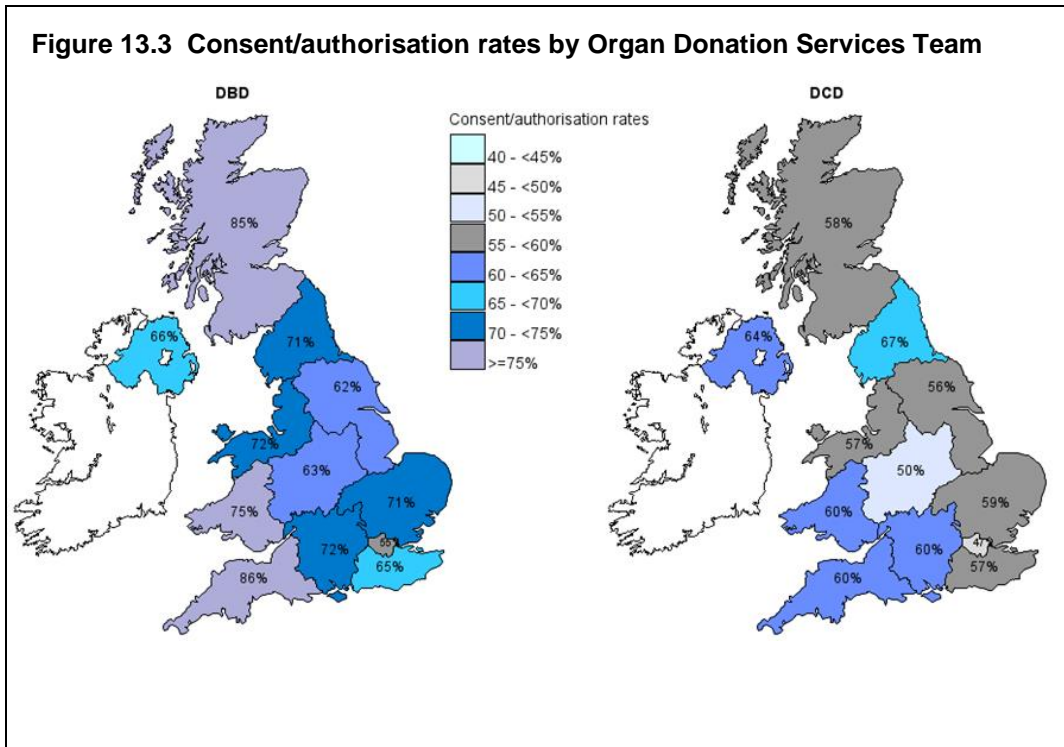 Figure 13.3 Consent/authorisation rates by Organ Donation Services Team
DBD
DCD
Consent/authorisation rates
40 - <45%
45 - <50%
50 - <55%
55 - <60%
60 - <65%
65 - <70%
70 - <75%
>=75%
85%
66%
71%
62%
72%
63%
75%
71%
72%
65%
86%
58%
64%
67%
56%
57%
50%
60%
59%
60%
57%
60%